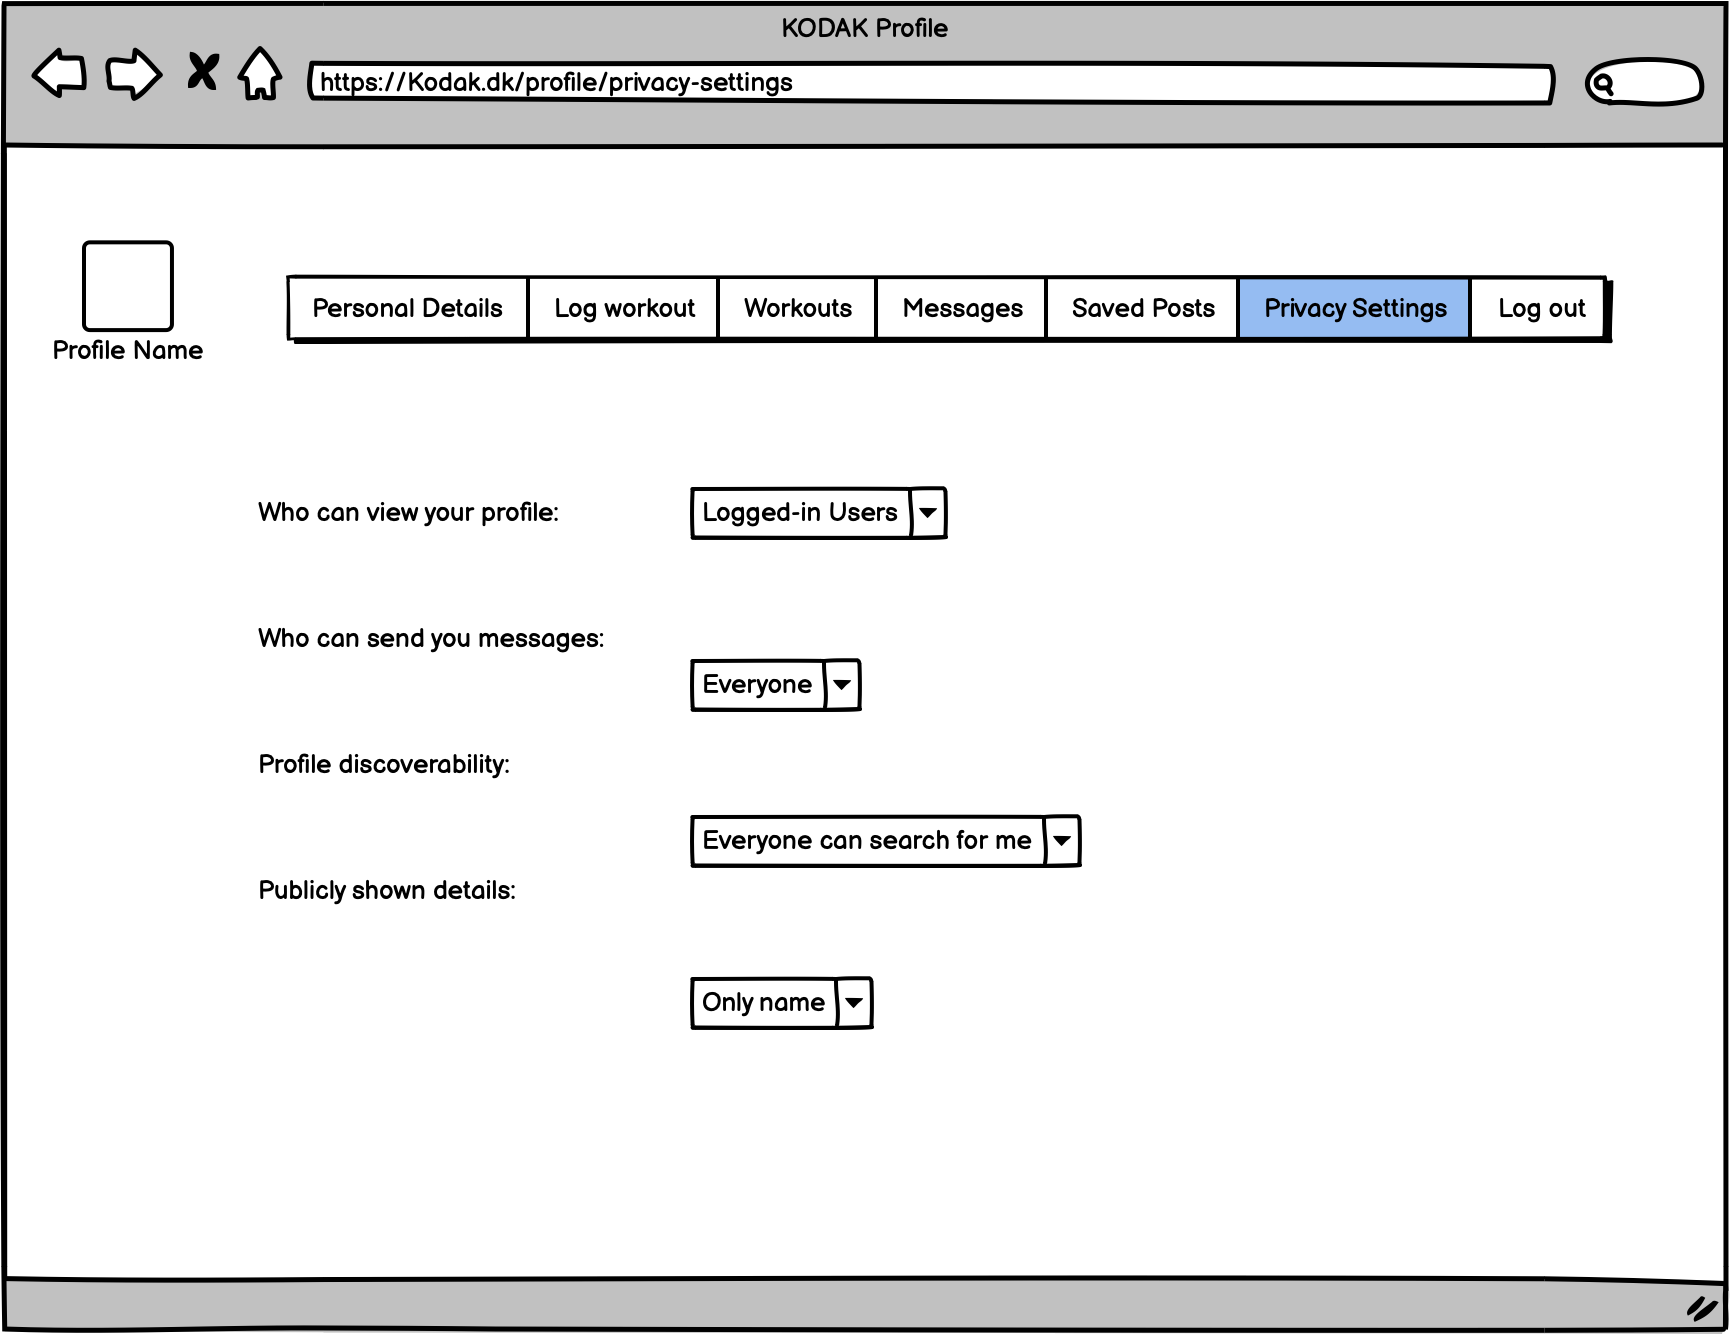 KODAK Profile
https://Kodak.dk/profile/privacy-settings
Personal Details Log workout Workouts Messages Saved Posts Privacy Settings Log out
Profile Name
Who can view your profile: Logged-in Users
Who can send you messages:
Everyone
Profile discoverability:
Everyone can search for me
Publicly shown details:
Only name